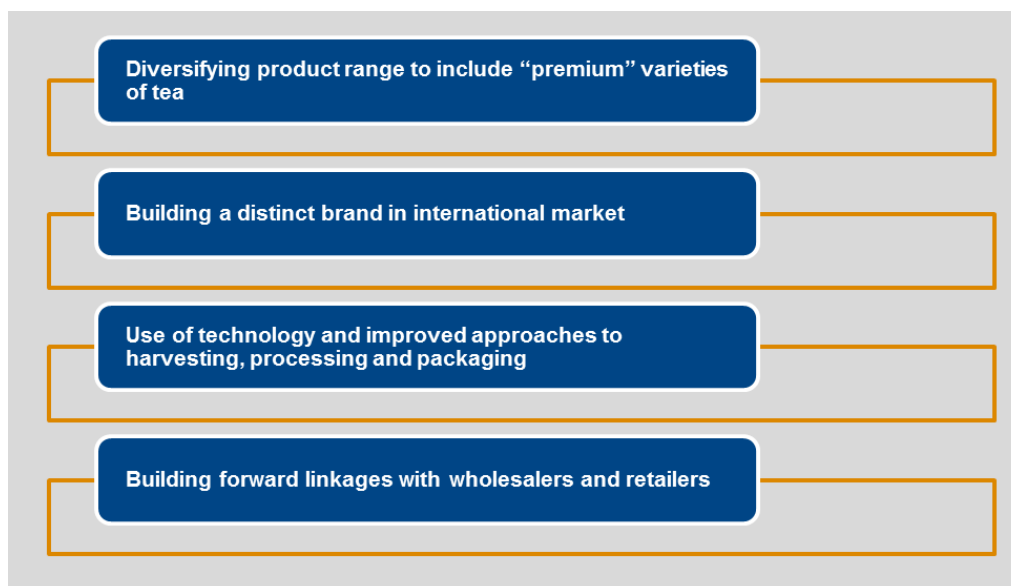 Diversifying product range to include “premium” varieties
of tea
Building a distinct brand in international market
Use of technology and improved approaches to
harvesting, processing and packaging
Building forward linkages with wholesalers and retailers